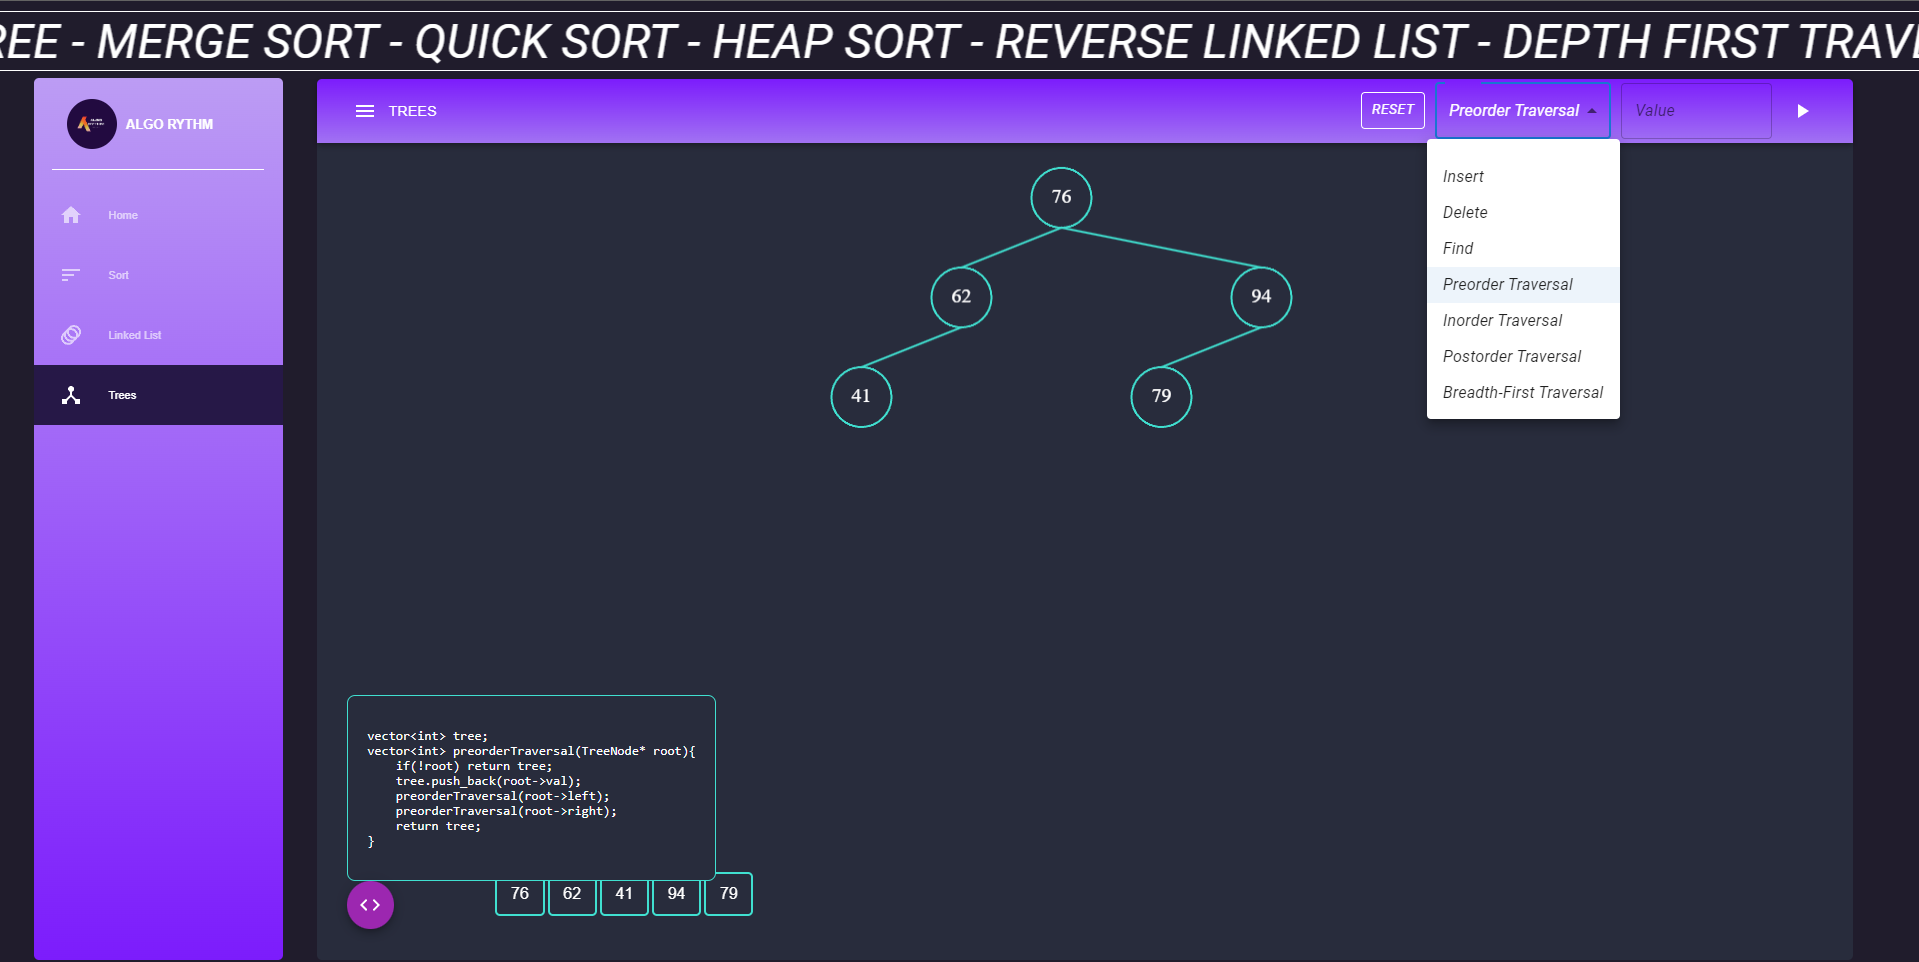 REE - MERGE SORT - QUICK SORT - HEAP SORT - REVERSE LINKED LIST - DEPTH FIRST TRAV
ALGO RYTHM
Home
Sort
Linked List
Trees
TREES
RESET
Preorder Traversal
Value
Insert
Delete
Find
Preorder Traversal
Inorder Traversal
Postorder Traversal
Breadth-First Traversal
76
62
94
41
79
vector<int> tree;
vector<int> preorderTraversal(TreeNode* root){
    if(!root) return tree;
    tree.push_back(root->val);
    preorderTraversal(root->left);
    preorderTraversal(root->right);
    return tree;
}
76 62 41 94 79